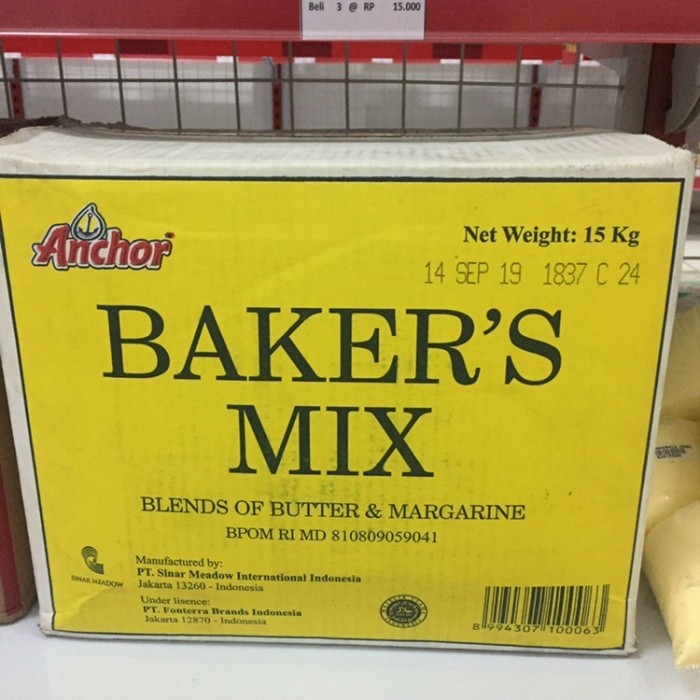 Beli 3 @ RP 15.000
Anchor
Net Weight: 15 Kg
14 SEP 19 1837 C 24
BAKER'S
MIX
BLENDS OF BUTTER & MARGARINE
BPOM RI MD 810809059041
SINAR MEADOW
Manufactured by:
PT. Sinar Meadow International Indonesia
Jakarta 13260 - Indonesia
Under lisence:
PT. Fonterra Brands Indonesia
Jakarta 12870 - Indonesia
8 994307 100063